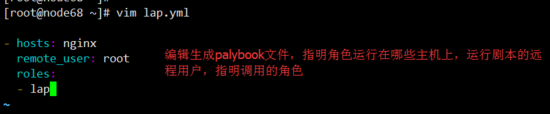 [root@node68 ~]# vim lap.yml
- hosts: nginx
remote_user: root
roles:
- lap
编辑生成palybook文件，指明角色运行在哪些主机上，运行剧本的远
程用户，指明调用的角色
~